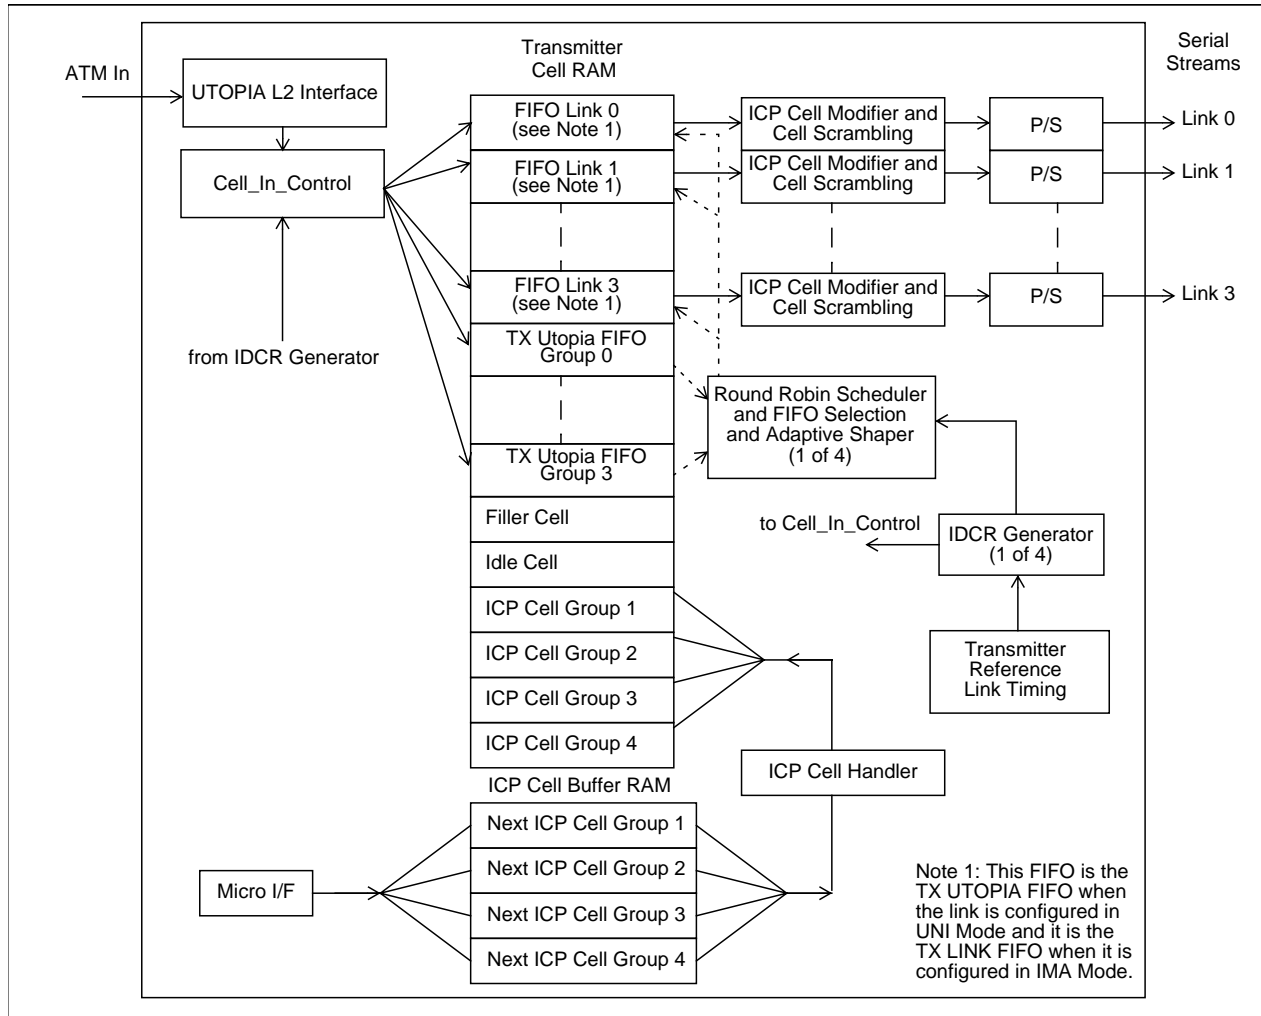 Transmitter
Cell RAM
Serial
Streams
ATM In
UTOPIA L2 Interface
Cell_In_Control
from IDCR Generator
FIFO Link 0
(see Note 1)
FIFO Link 1
(see Note 1)
FIFO Link 3
(see Note 1)
TX Utopia FIFO
Group 0
TX Utopia FIFO
Group 3
Filler Cell
Idle Cell
ICP Cell Group 1
ICP Cell Group 2
ICP Cell Group 3
ICP Cell Group 4
ICP Cell Modifier and
Cell Scrambling
ICP Cell Modifier and
Cell Scrambling
ICP Cell Modifier and
Cell Scrambling
P/S
P/S
P/S
Link 0
Link 1
Link 3
Round Robin Scheduler
and FIFO Selection
and Adaptive Shaper
(1 of 4)
to Cell_In_Control
IDCR Generator
(1 of 4)
Transmitter
Reference
Link Timing
ICP Cell Handler
ICP Cell Buffer RAM
Next ICP Cell Group 1
Next ICP Cell Group 2
Next ICP Cell Group 3
Next ICP Cell Group 4
Micro I/F
Note 1: This FIFO is the
TX UTOPIA FIFO when
the link is configured in
UNI Mode and it is the
TX LINK FIFO when it is
configured in IMA Mode.